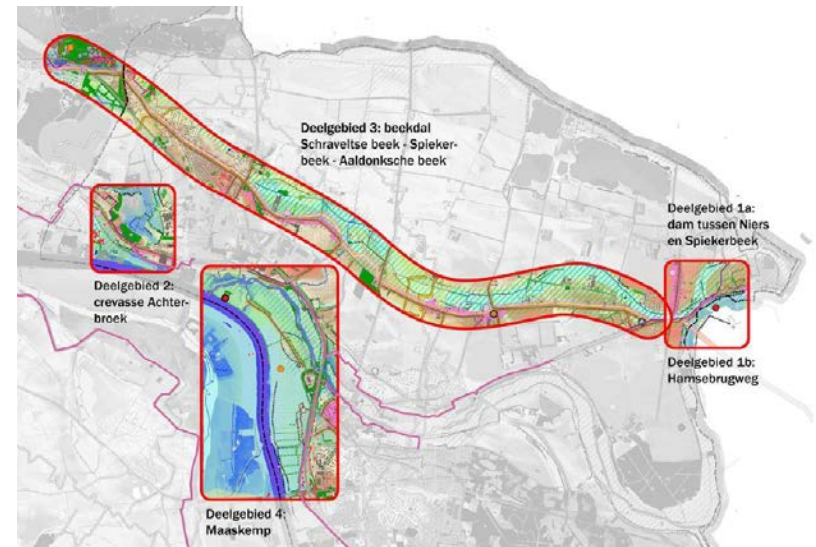 Deelgebied 3: beekdal
Schraveltse beek - Spieker-
beek - Aaldonksche beek
Deelgebied 1a:
dam tussen Niers
en Spiekerbeek
Deelgebied 2:
crevasse Achter-
broek
Deelgebied 1b:
Hamsebrugweg
Deelgebied 4:
Maaskemp